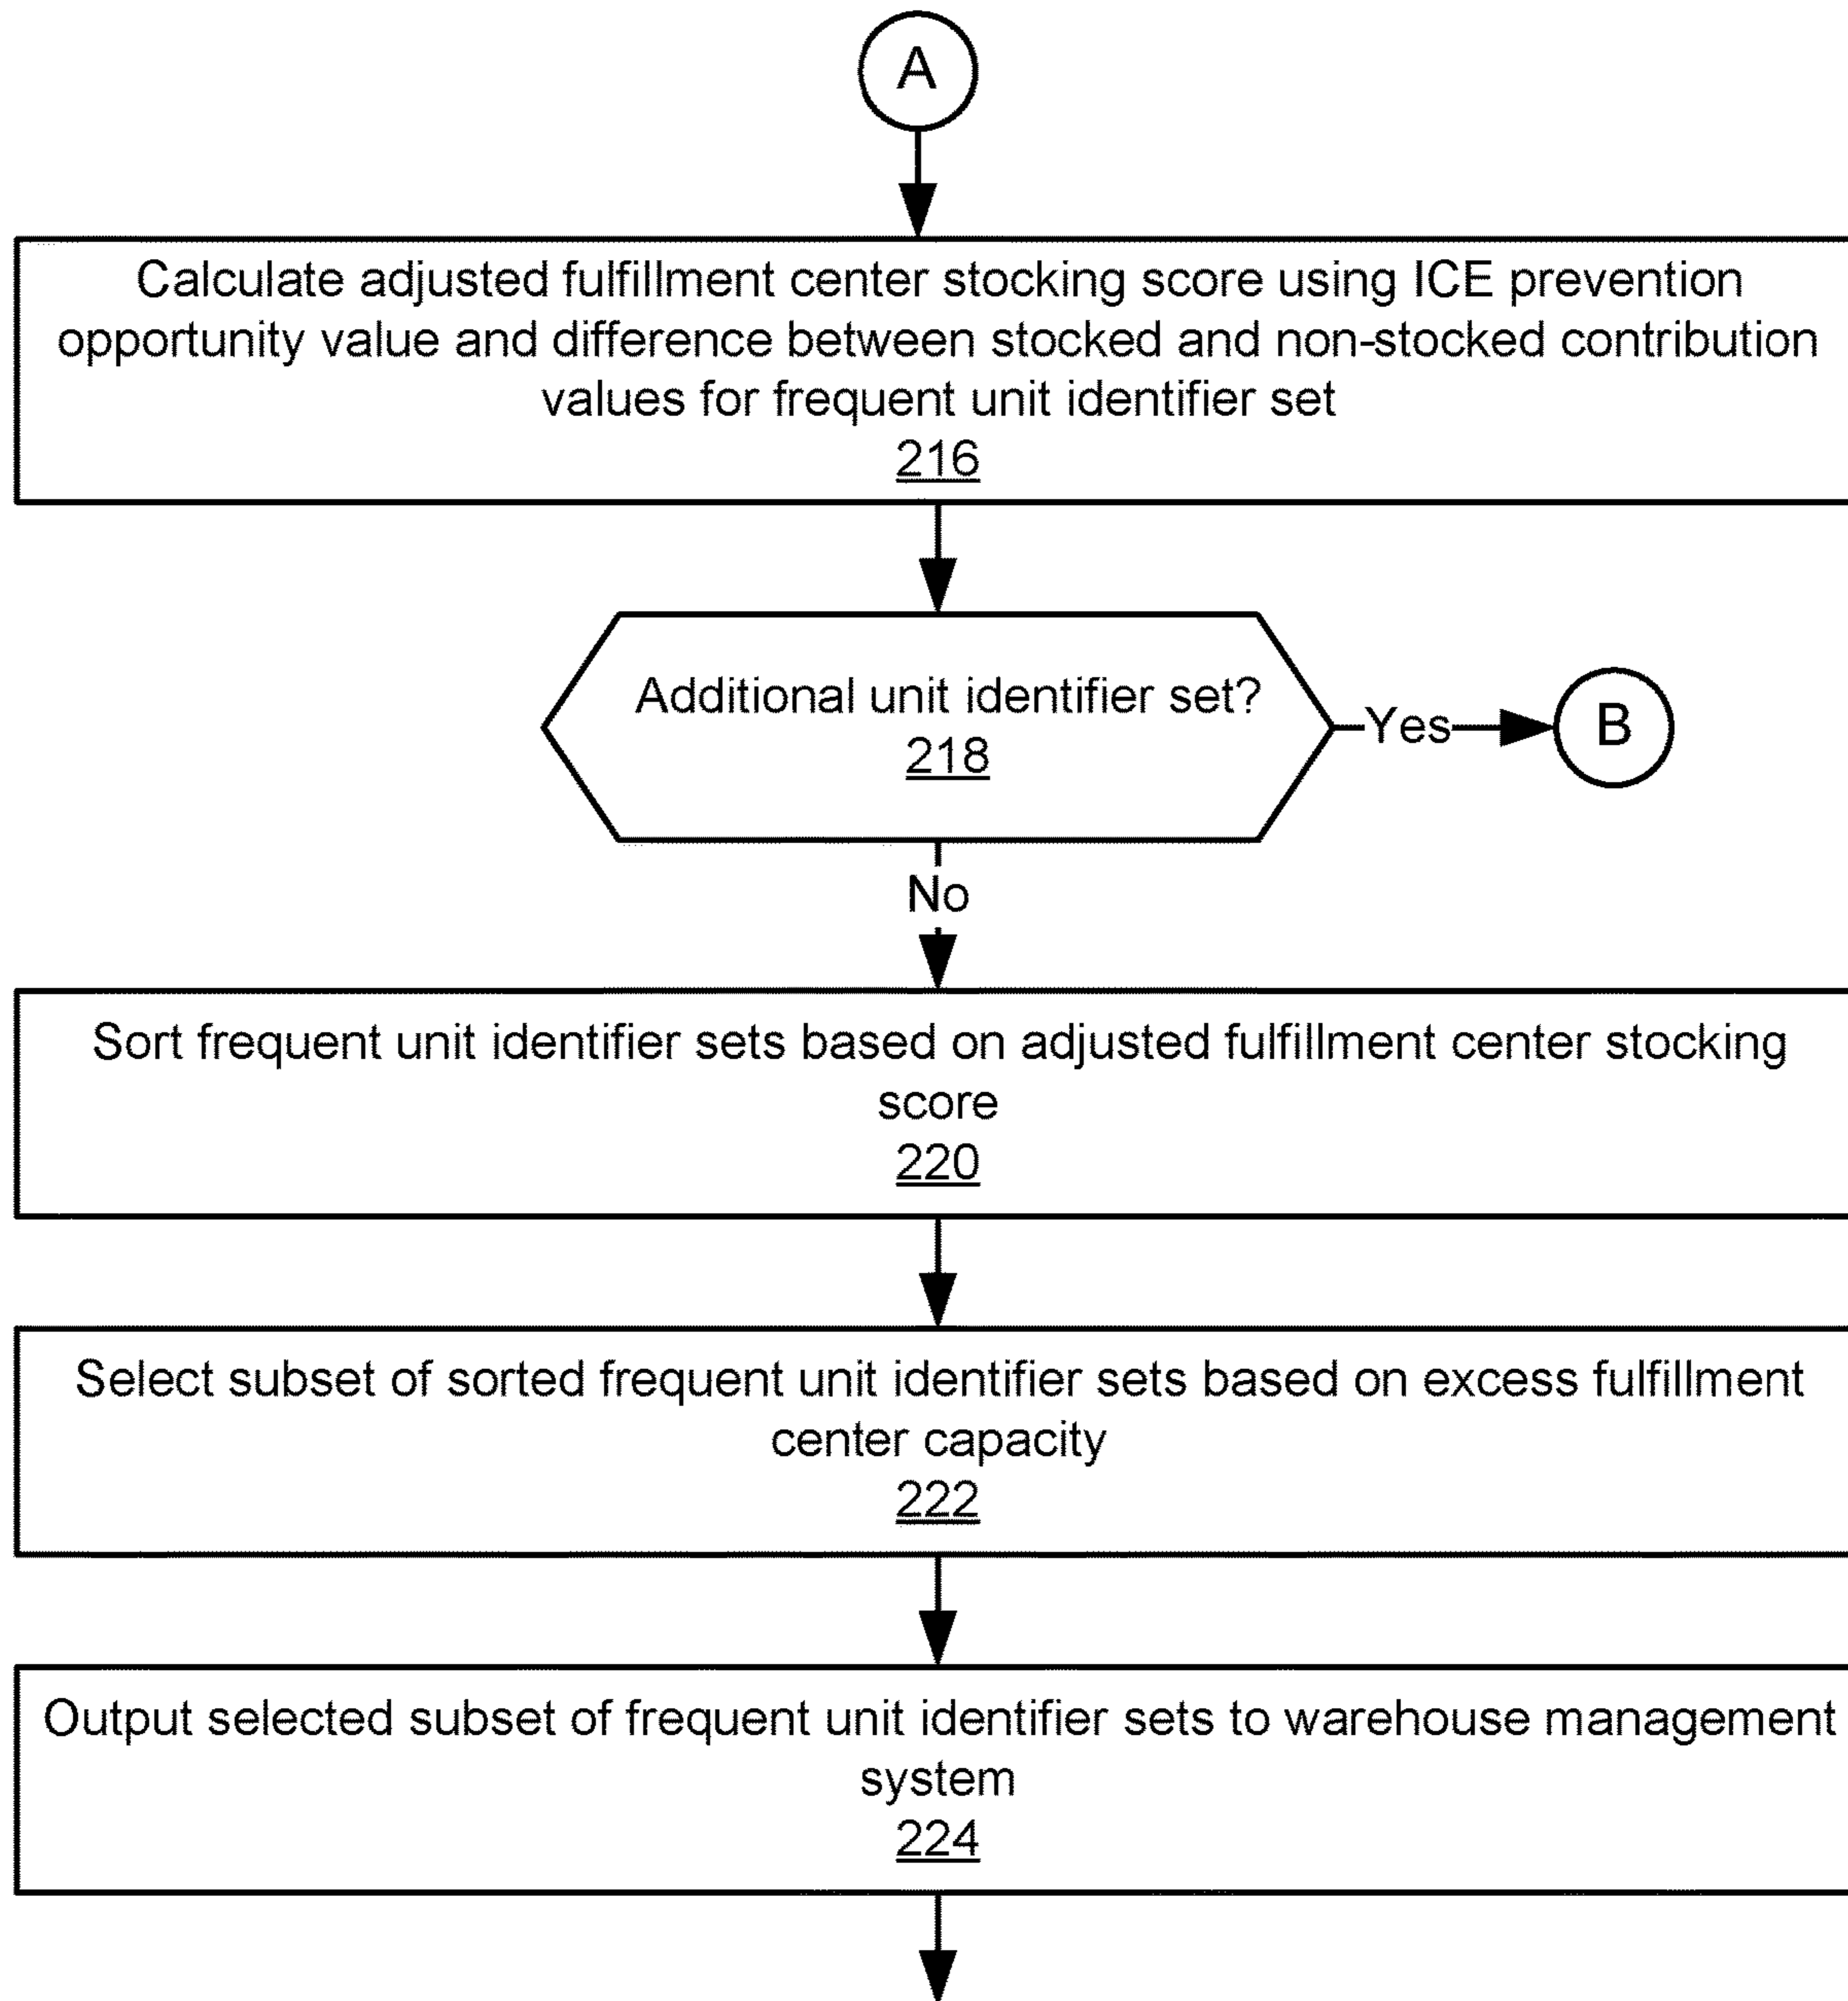 A
Calculate adjusted fulfillment center stocking score using ICE prevention
opportunity value and difference between stocked and non-stocked contribution
values for frequent unit identifier set
216
Additional unit identifier set?
218
Yes
B
No
Sort frequent unit identifier sets based on adjusted fulfillment center stocking
score
220
Select subset of sorted frequent unit identifier sets based on excess fulfillment
center capacity
222
Output selected subset of frequent unit identifier sets to warehouse management
system
224